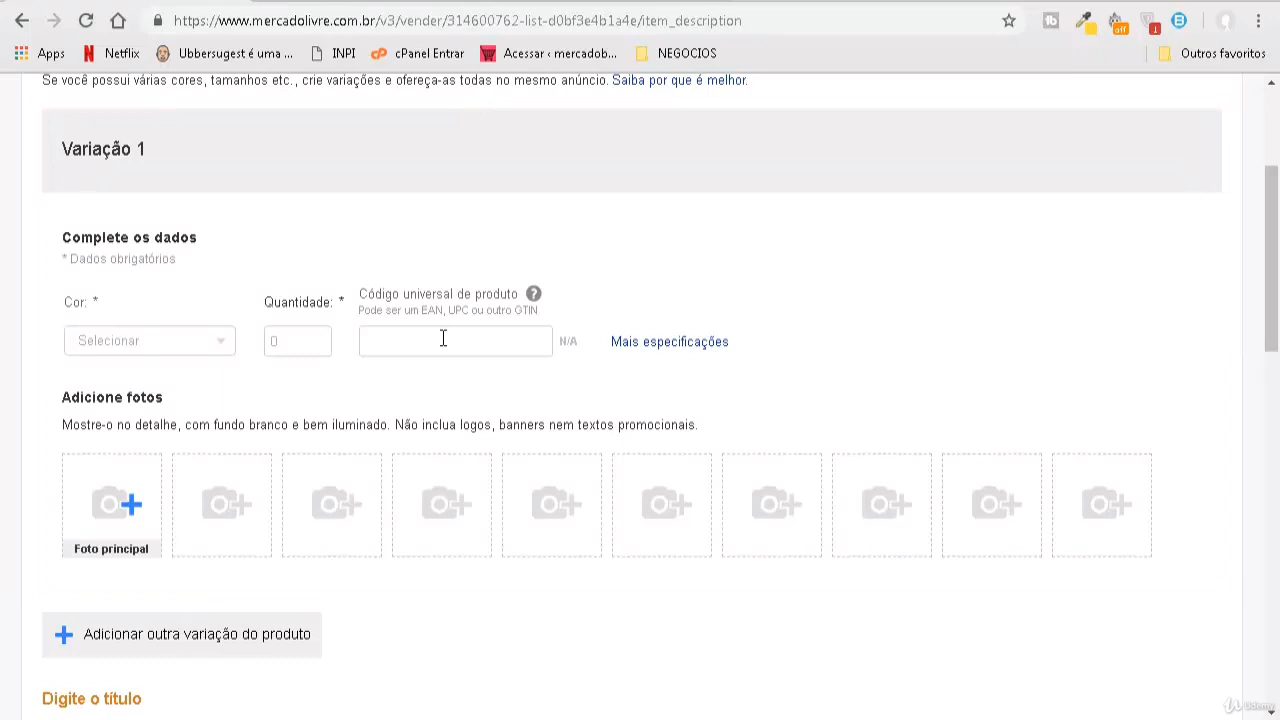 https://www.mercadolivre.com.br/v3/vender/314600762-list-d0bf3e4b1a4e/item_description
off
1
Apps
Netflix
Ubbersugest é uma ...
INPI
cPanel Entrar
Acessar ‹ mercadob...
NEGOCIOS
Outros favoritos
Se você possui várias cores, tamanhos etc., crie variações e ofereça-as todas no mesmo anúncio. Saiba por que é melhor.
Variação 1
Complete os dados
* Dados obrigatórios
Cor: *
Quantidade: *
Código universal de produto ?
Pode ser um EAN, UPC ou outro GTIN
Selecionar
0
N/A
Mais especificações
Adicione fotos
Mostre-o no detalhe, com fundo branco e bem iluminado. Não inclua logos, banners nem textos promocionais.
Foto principal
Adicionar outra variação do produto
Digite o título
Udemy